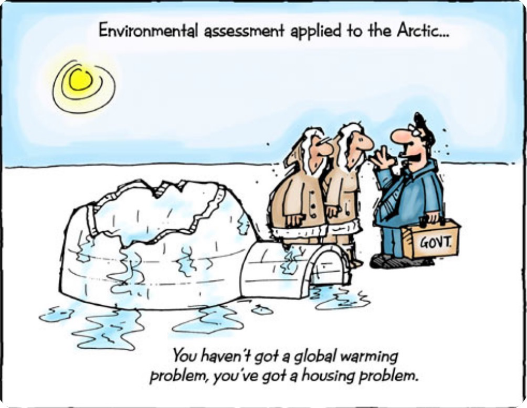 Environmental assessment applied to the Arctic...
GOVT.
You haven't got a global warming
problem, you've got a housing problem.